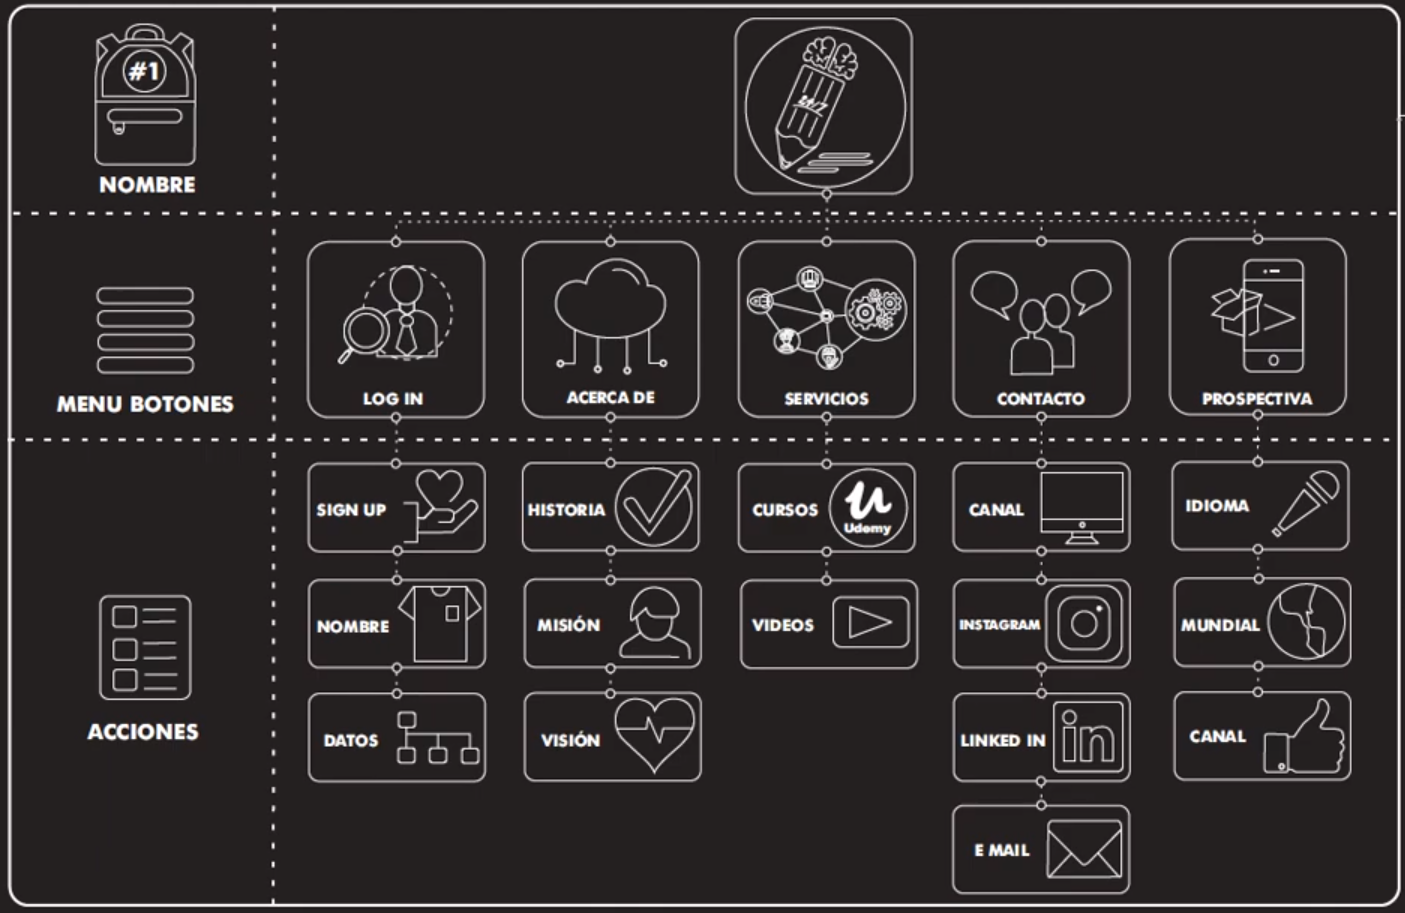 #1
NOMBRE
24/7
MENU BOTONES
LOG IN
ACERCA DE
SERVICIOS
CONTACTO
PROSPECTIVA
ACCIONES
SIGN UP
HISTORIA
CURSOS
Udemy
CANAL
IDIOMA
NOMBRE
MISIÓN
VIDEOS
INSTAGRAM
MUNDIAL
DATOS
VISIÓN
LINKED IN
in
CANAL
E MAIL